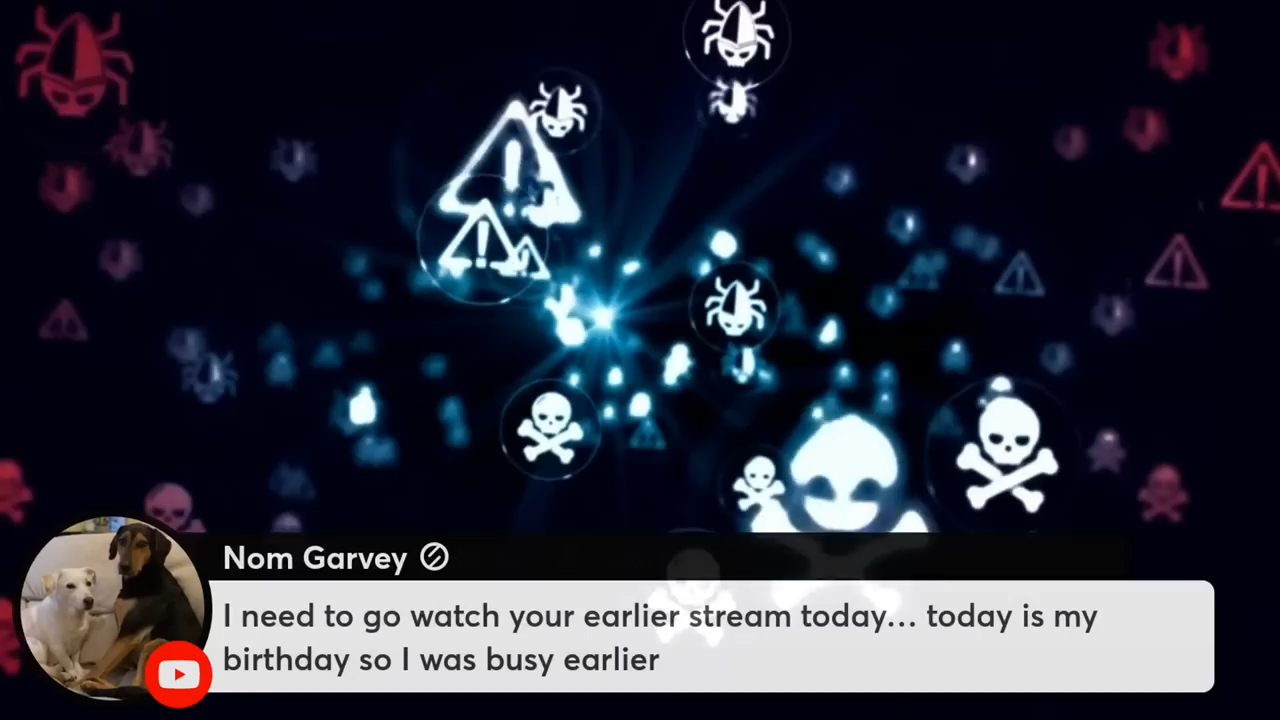 Nom Garvey
I need to go watch your earlier stream today... today is my
birthday so I was busy earlier